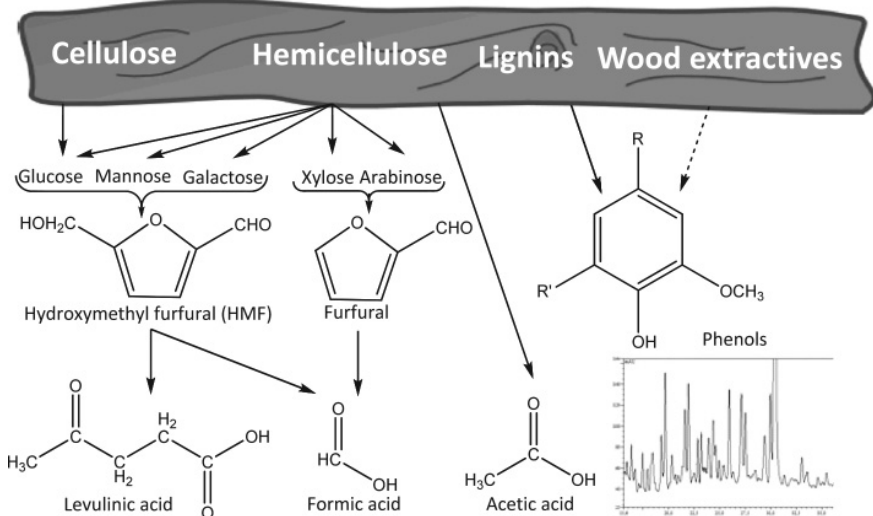 Cellulose Hemicellulose Lignins Wood extractives
Glucose Mannose Galactose Xylose Arabinose
R
HOH₂C O CHO O CHO
R' OCH₃
OH
Hydroxymethyl furfural (HMF) Furfural
Phenols
O H₂ O O
C C OH
H₃C C C HC H₃C C OH
H₂ O OH
Levulinic acid Formic acid Acetic acid